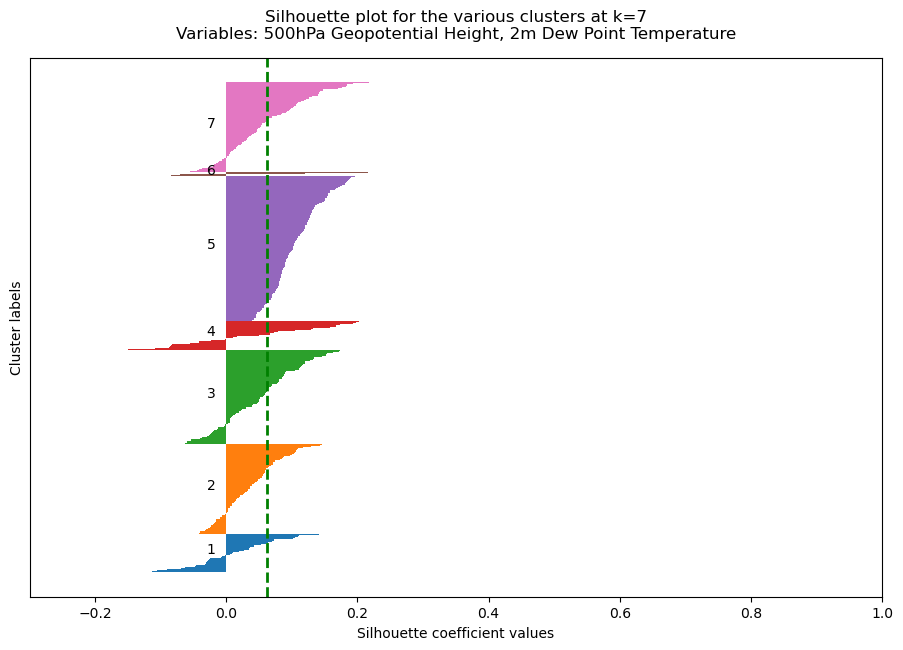 Silhouette plot for the various clusters at k=7
Variables: 500hPa Geopotential Height, 2m Dew Point Temperature
Cluster labels
7
6
5
4
3
2
1
−0.2 0.0 0.2 0.4 0.6 0.8 1.0
Silhouette coefficient values